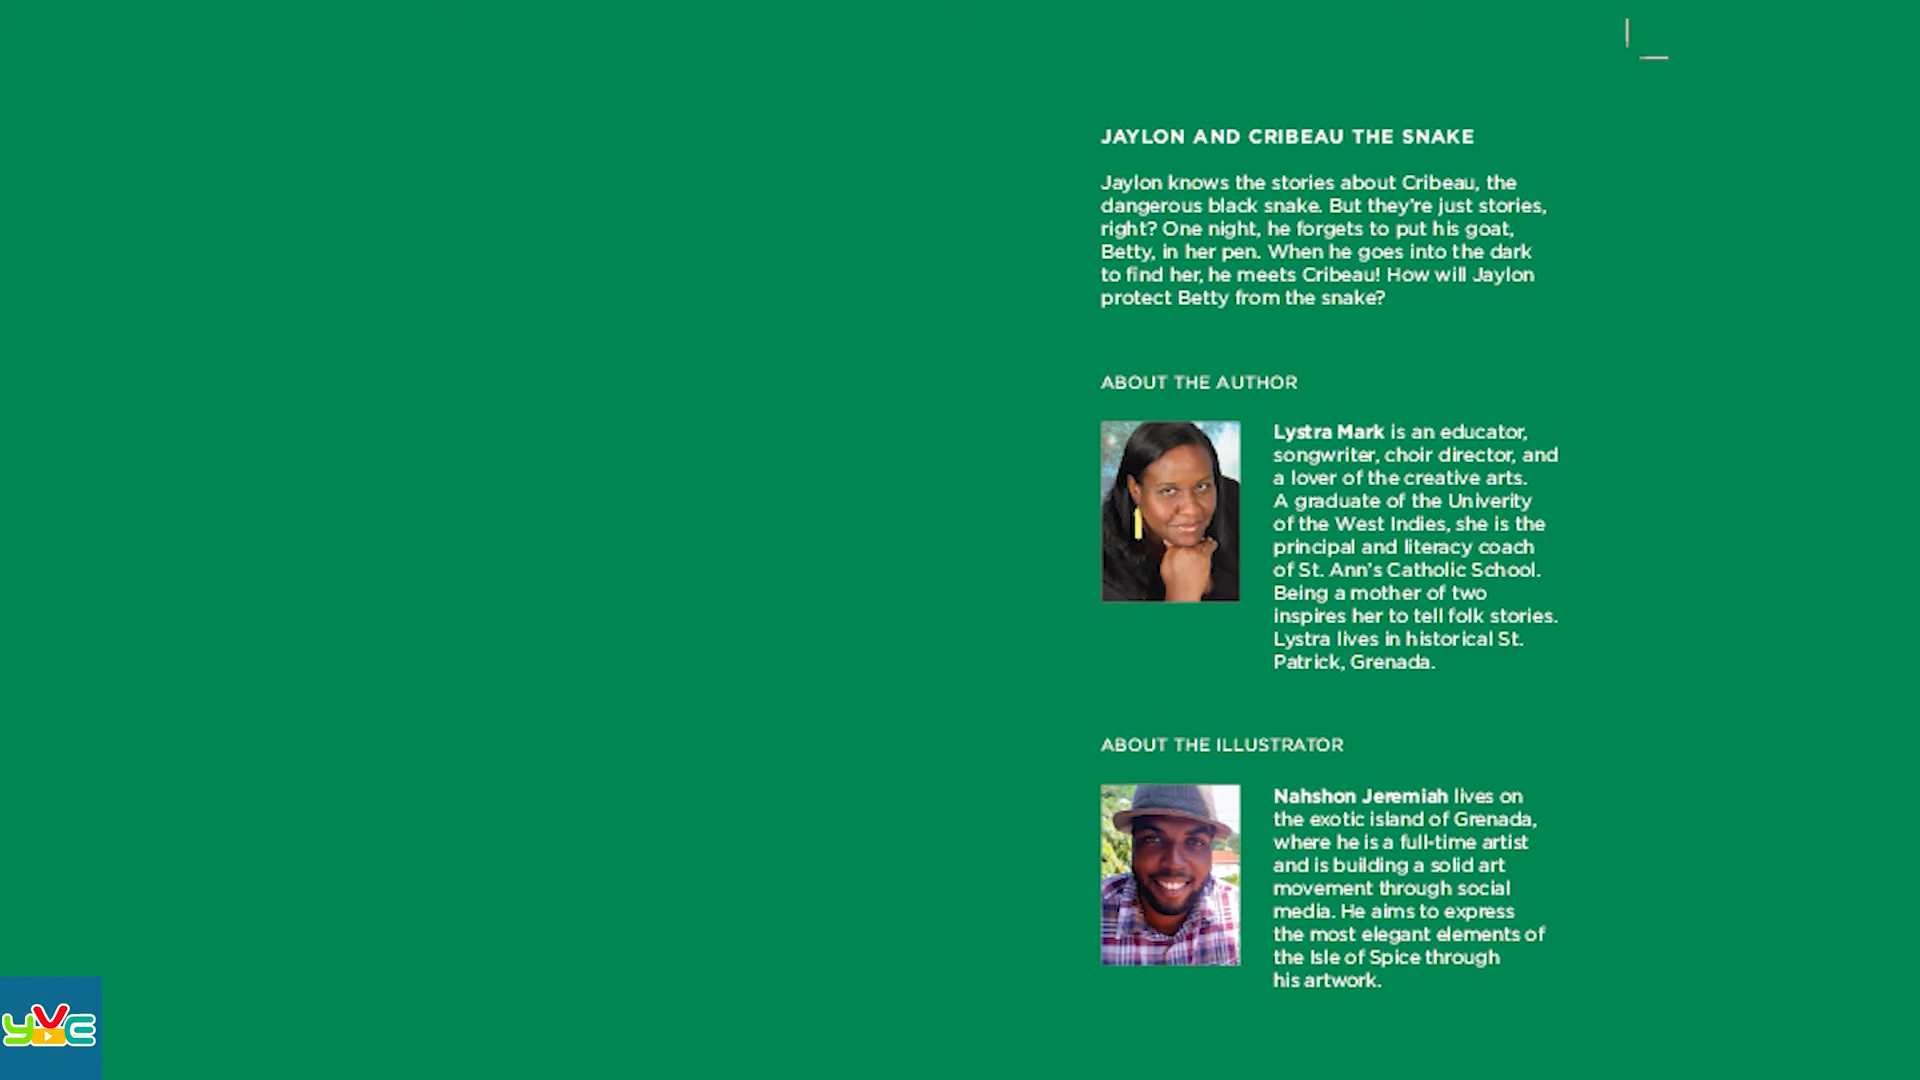 JAYLON AND CRIBEAU THE SNAKE
Jaylon knows the stories about Cribeau, the
dangerous black snake. But they're just stories,
right? One night, he forgets to put his goat,
Betty, in her pen. When he goes into the dark
to find her, he meets Cribeau! How will Jaylon
protect Betty from the snake?
ABOUT THE AUTHOR
Lystra Mark is an educator,
songwriter, choir director, and
a lover of the creative arts.
A graduate of the Univerity
of the West Indies, she is the
principal and literacy coach
of St. Ann's Catholic School.
Being a mother of two
inspires her to tell folk stories.
Lystra lives in historical St.
Patrick, Grenada.
ABOUT THE ILLUSTRATOR
Nahshon Jeremiah lives on
the exotic island of Grenada,
where he is a full-time artist
and is building a solid art
movement through social
media. He aims to express
the most elegant elements of
the Isle of Spice through
his artwork.
yvc